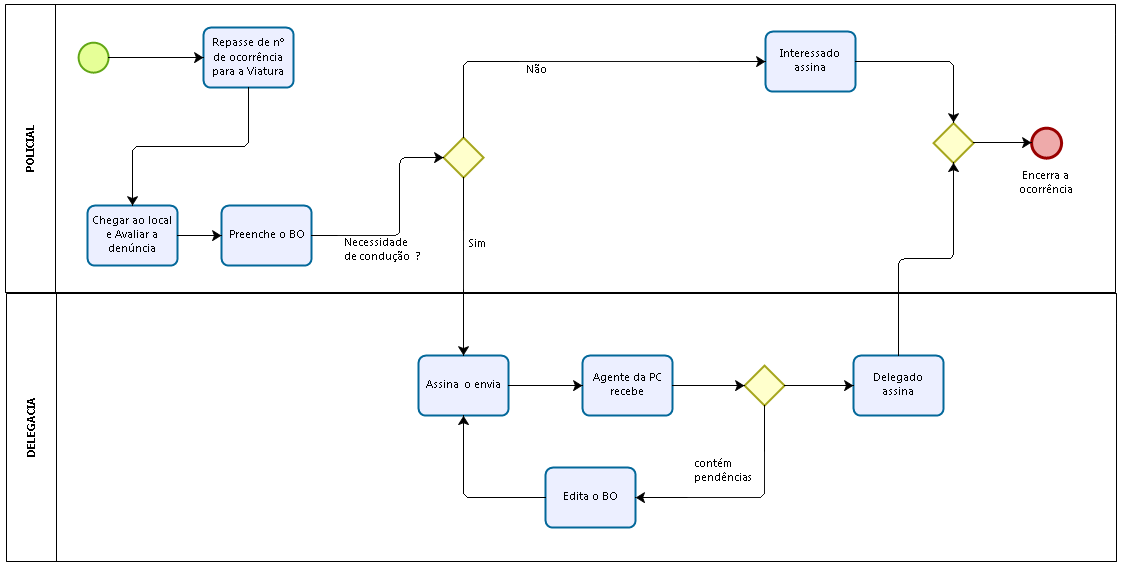 POLICIAL
Repasse de nº
de ocorrência
para a Viatura
Chegar ao local
e Avaliar a
denúncia
Preenche o BO
Necessidade
de condução ?
Não
Sim
Interessado
assina
Encerra a
ocorrência
DELEGACIA
Assina o envia
Agente da PC
recebe
contém
pendências
Edita o BO
Delegado
assina